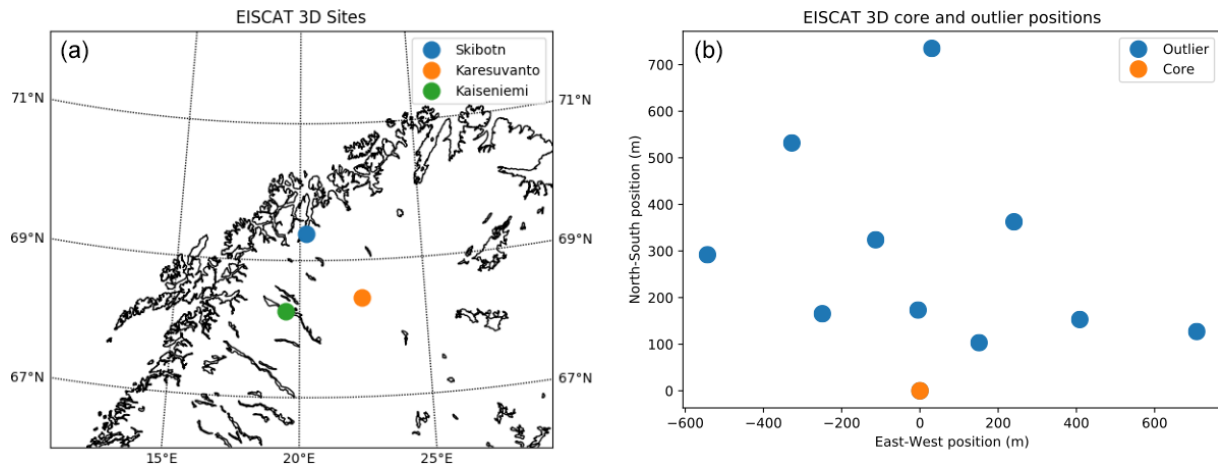 EISCAT 3D Sites
(a)
Skibotn
Karesuvanto
Kaiseniemi
71°N
71°N
69°N
69°N
67°N
67°N
15°E
20°E
25°E
EISCAT 3D core and outlier positions
(b)
Outlier
Core
North-South position (m)
700
600
500
400
300
200
100
0
−600
−400
−200
0
200
400
600
East-West position (m)